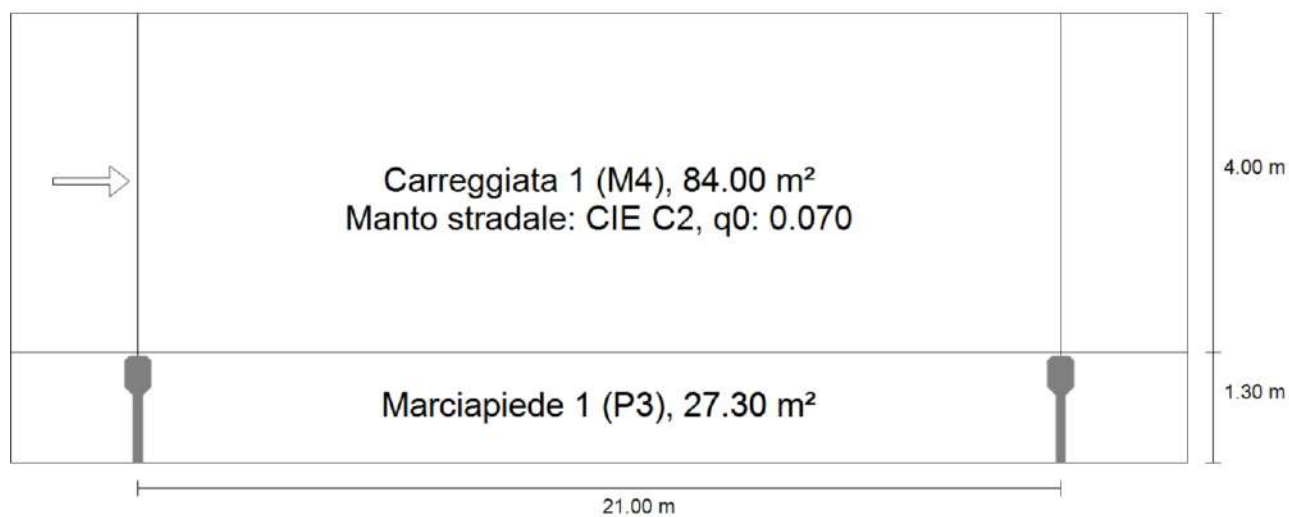 Carreggiata 1 (M4), 84.00 m²
Manto stradale: CIE C2, q0: 0.070
4.00 m
Marciapiede 1 (P3), 27.30 m²
1.30 m
21.00 m